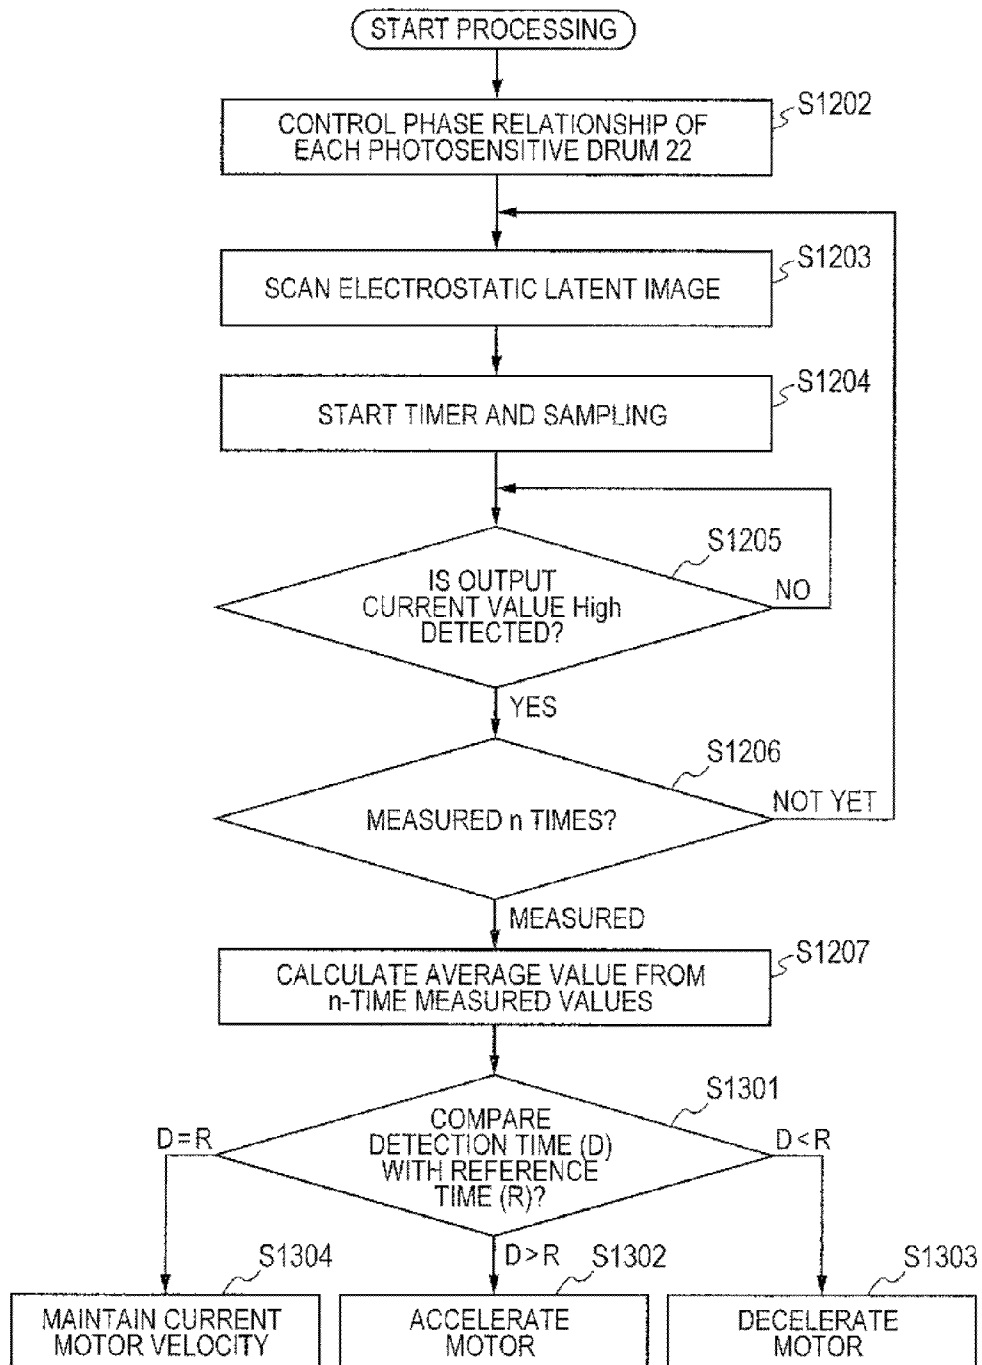 START PROCESSING
S1202
CONTROL PHASE RELATIONSHIP OF
EACH PHOTOSENSITIVE DRUM 22
S1203
SCAN ELECTROSTATIC LATENT IMAGE
S1204
START TIMER AND SAMPLING
S1205
IS OUTPUT
CURRENT VALUE High
DETECTED?
NO
YES
S1206
MEASURED n TIMES?
NOT YET
MEASURED
S1207
CALCULATE AVERAGE VALUE FROM
n-TIME MEASURED VALUES
S1301
COMPARE
DETECTION TIME (D)
WITH REFERENCE
TIME (R)?
D=R
D<R
D>R
S1304
MAINTAIN CURRENT
MOTOR VELOCITY
S1302
ACCELERATE
MOTOR
S1303
DECELERATE
MOTOR